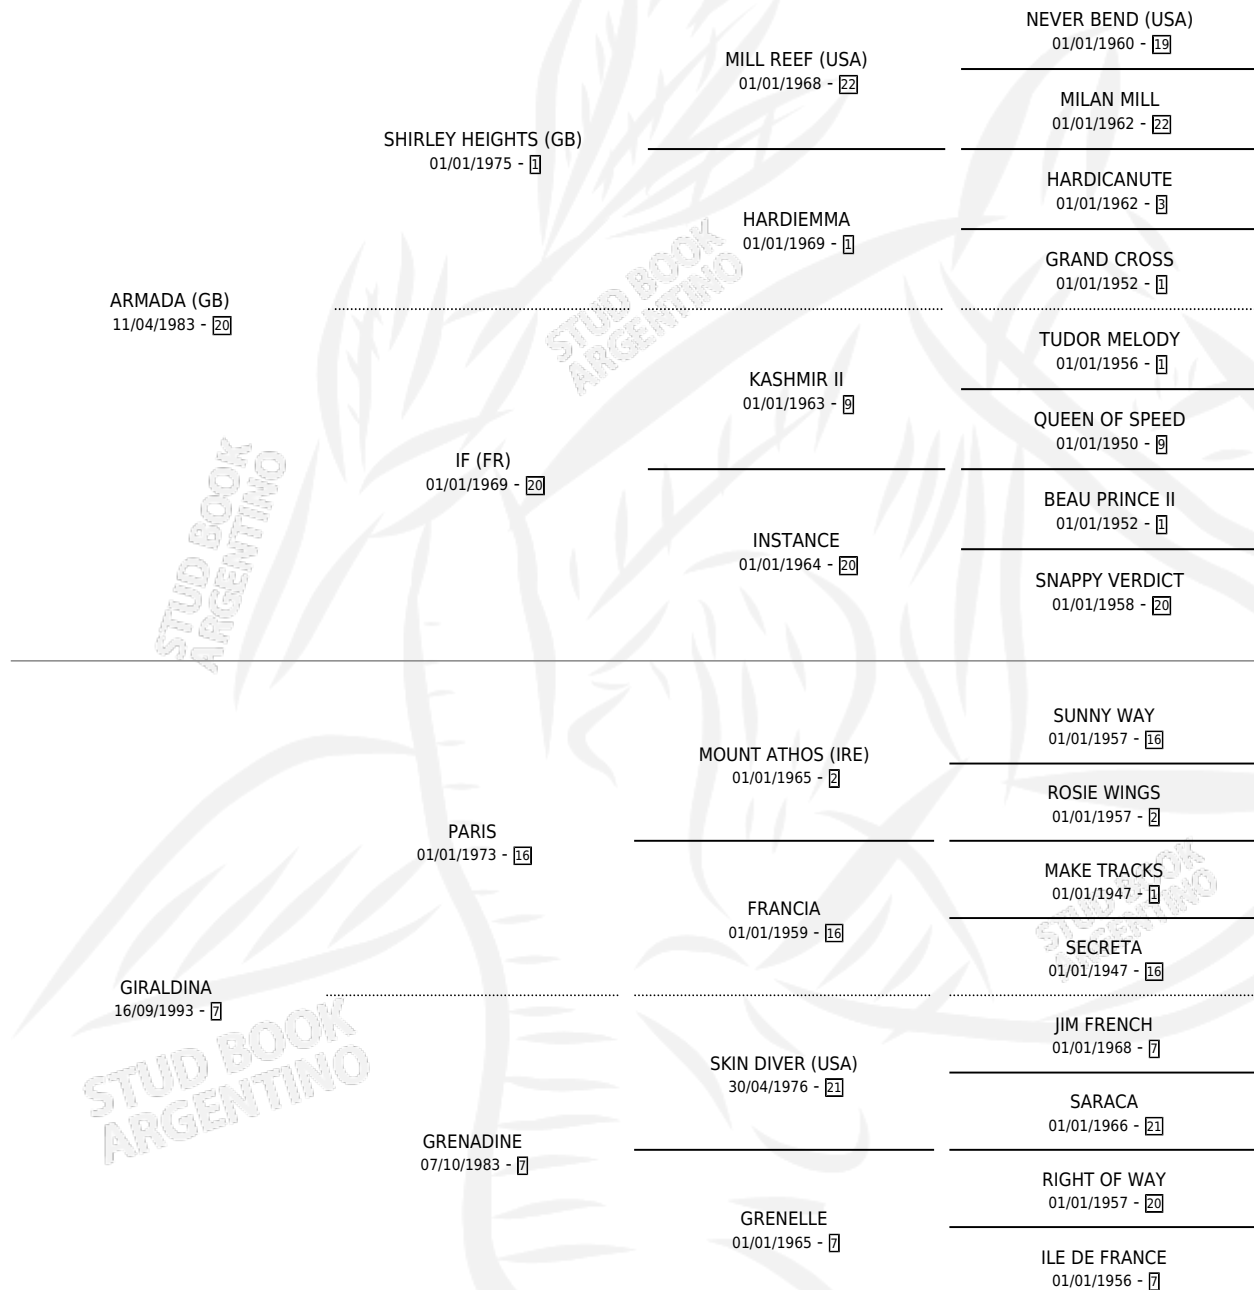 NEVER BEND (USA)
01/01/1960 - 19
MILL REEF (USA)
01/01/1968 - 22
MILAN MILL
01/01/1962 - 22
SHIRLEY HEIGHTS (GB)
01/01/1975 - 1
HARDICANUTE
01/01/1962 - 3
HARDIEMMA
01/01/1969 - 1
GRAND CROSS
01/01/1952 - 1
ARMADA (GB)
11/04/1983 - 20
TUDOR MELODY
01/01/1956 - 1
KASHMIR II
01/01/1963 - 9
QUEEN OF SPEED
01/01/1950 - 9
IF (FR)
01/01/1969 - 20
BEAU PRINCE II
01/01/1952 - 1
INSTANCE
01/01/1964 - 20
SNAPPY VERDICT
01/01/1958 - 20
SUNNY WAY
01/01/1957 - 16
MOUNT ATHOS (IRE)
01/01/1965 - 2
ROSIE WINGS
01/01/1957 - 2
PARIS
01/01/1973 - 16
MAKE TRACKS
01/01/1947 - 1
FRANCIA
01/01/1959 - 16
SECRETA
01/01/1947 - 16
GIRALDINA
16/09/1993 - 7
JIM FRENCH
01/01/1968 - 7
SKIN DIVER (USA)
30/04/1976 - 21
SARACA
01/01/1966 - 21
GRENADINE
07/10/1983 - 7
RIGHT OF WAY
01/01/1957 - 20
GRENELLE
01/01/1965 - 7
ILE DE FRANCE
01/01/1956 - 7
STUD BOOK
ARGENTINO
STUD BOOK
ARGENTINO
STUD BOOK
ARGENTINO
STUD BOOK
ARGENTINO